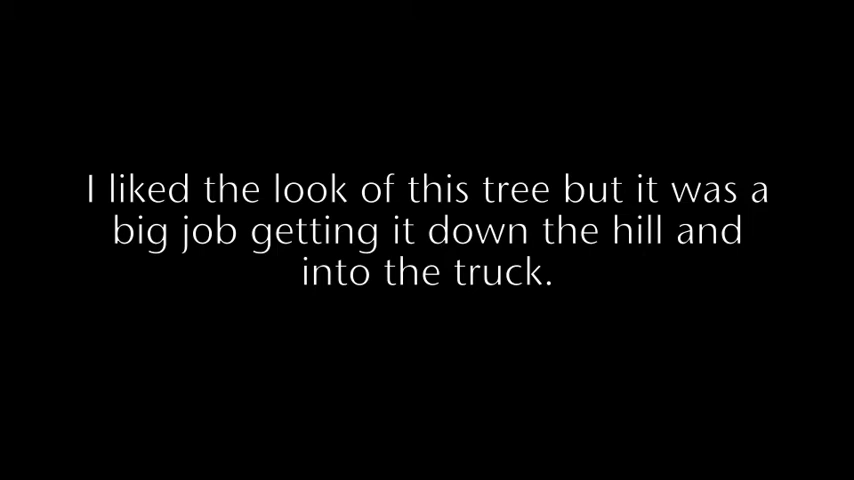 I liked the look of this tree but it was a
big job getting it down the hill and
into the truck.